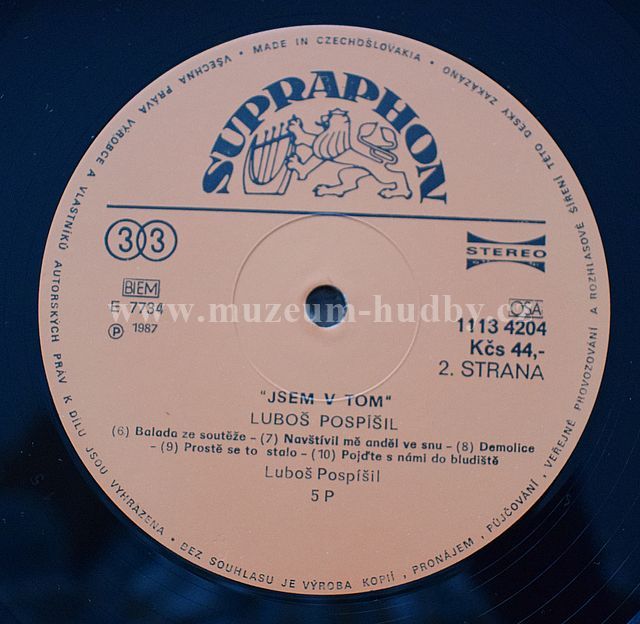 VŠECHNA PRÁVA VÝROBCE A VLASTNÍKŮ AUTORSKÝCH PRÁV K DÍLU JSOU VYHRAZENA • BEZ SOUHLASU JE VÝROBA KOPIÍ, PRONÁJEM, PŮJČOVÁNÍ, VEŘEJNÉ PROVOZOVÁNÍ A ROZHLASOVÉ ŠÍŘENÍ TÉTO DESKY ZAKÁZÁNO • MADE IN CZECHOSLOVAKIA •
SUPRAPHON
33
STEREO
BIEM
OSA
E 7734
www.muzeum-hudby.cz
Ⓟ 1987
1113 4204
Kčs 44,-
2. STRANA
"JSEM V TOM"
LUBOŠ POSPÍŠIL
(6) Balada ze soutěže – (7) Navštívil mě anděl ve snu – (8) Demolice
– (9) Prostě se to stalo – (10) Pojďte s námi do bludiště
Luboš Pospíšil
5 P